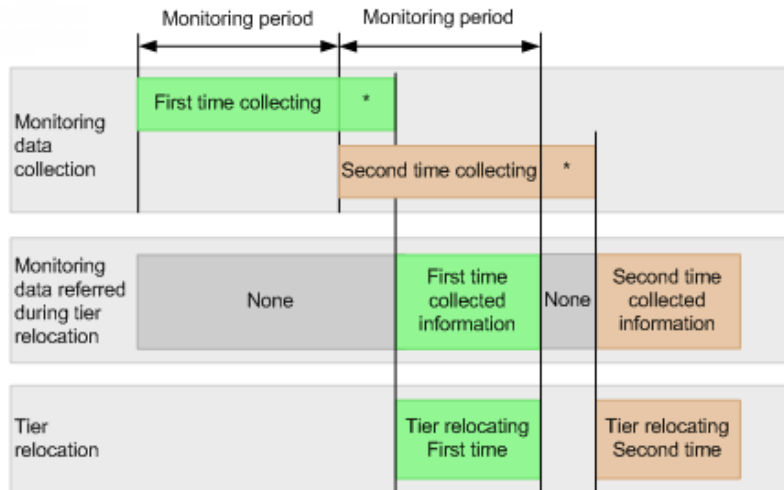 Monitoring period
Monitoring period
Monitoring
data
collection
First time collecting
*
Second time collecting
*
Monitoring
data referred
during tier
relocation
None
First time
collected
information
None
Second time
collected
information
Tier
relocation
Tier relocating
First time
Tier relocating
Second time